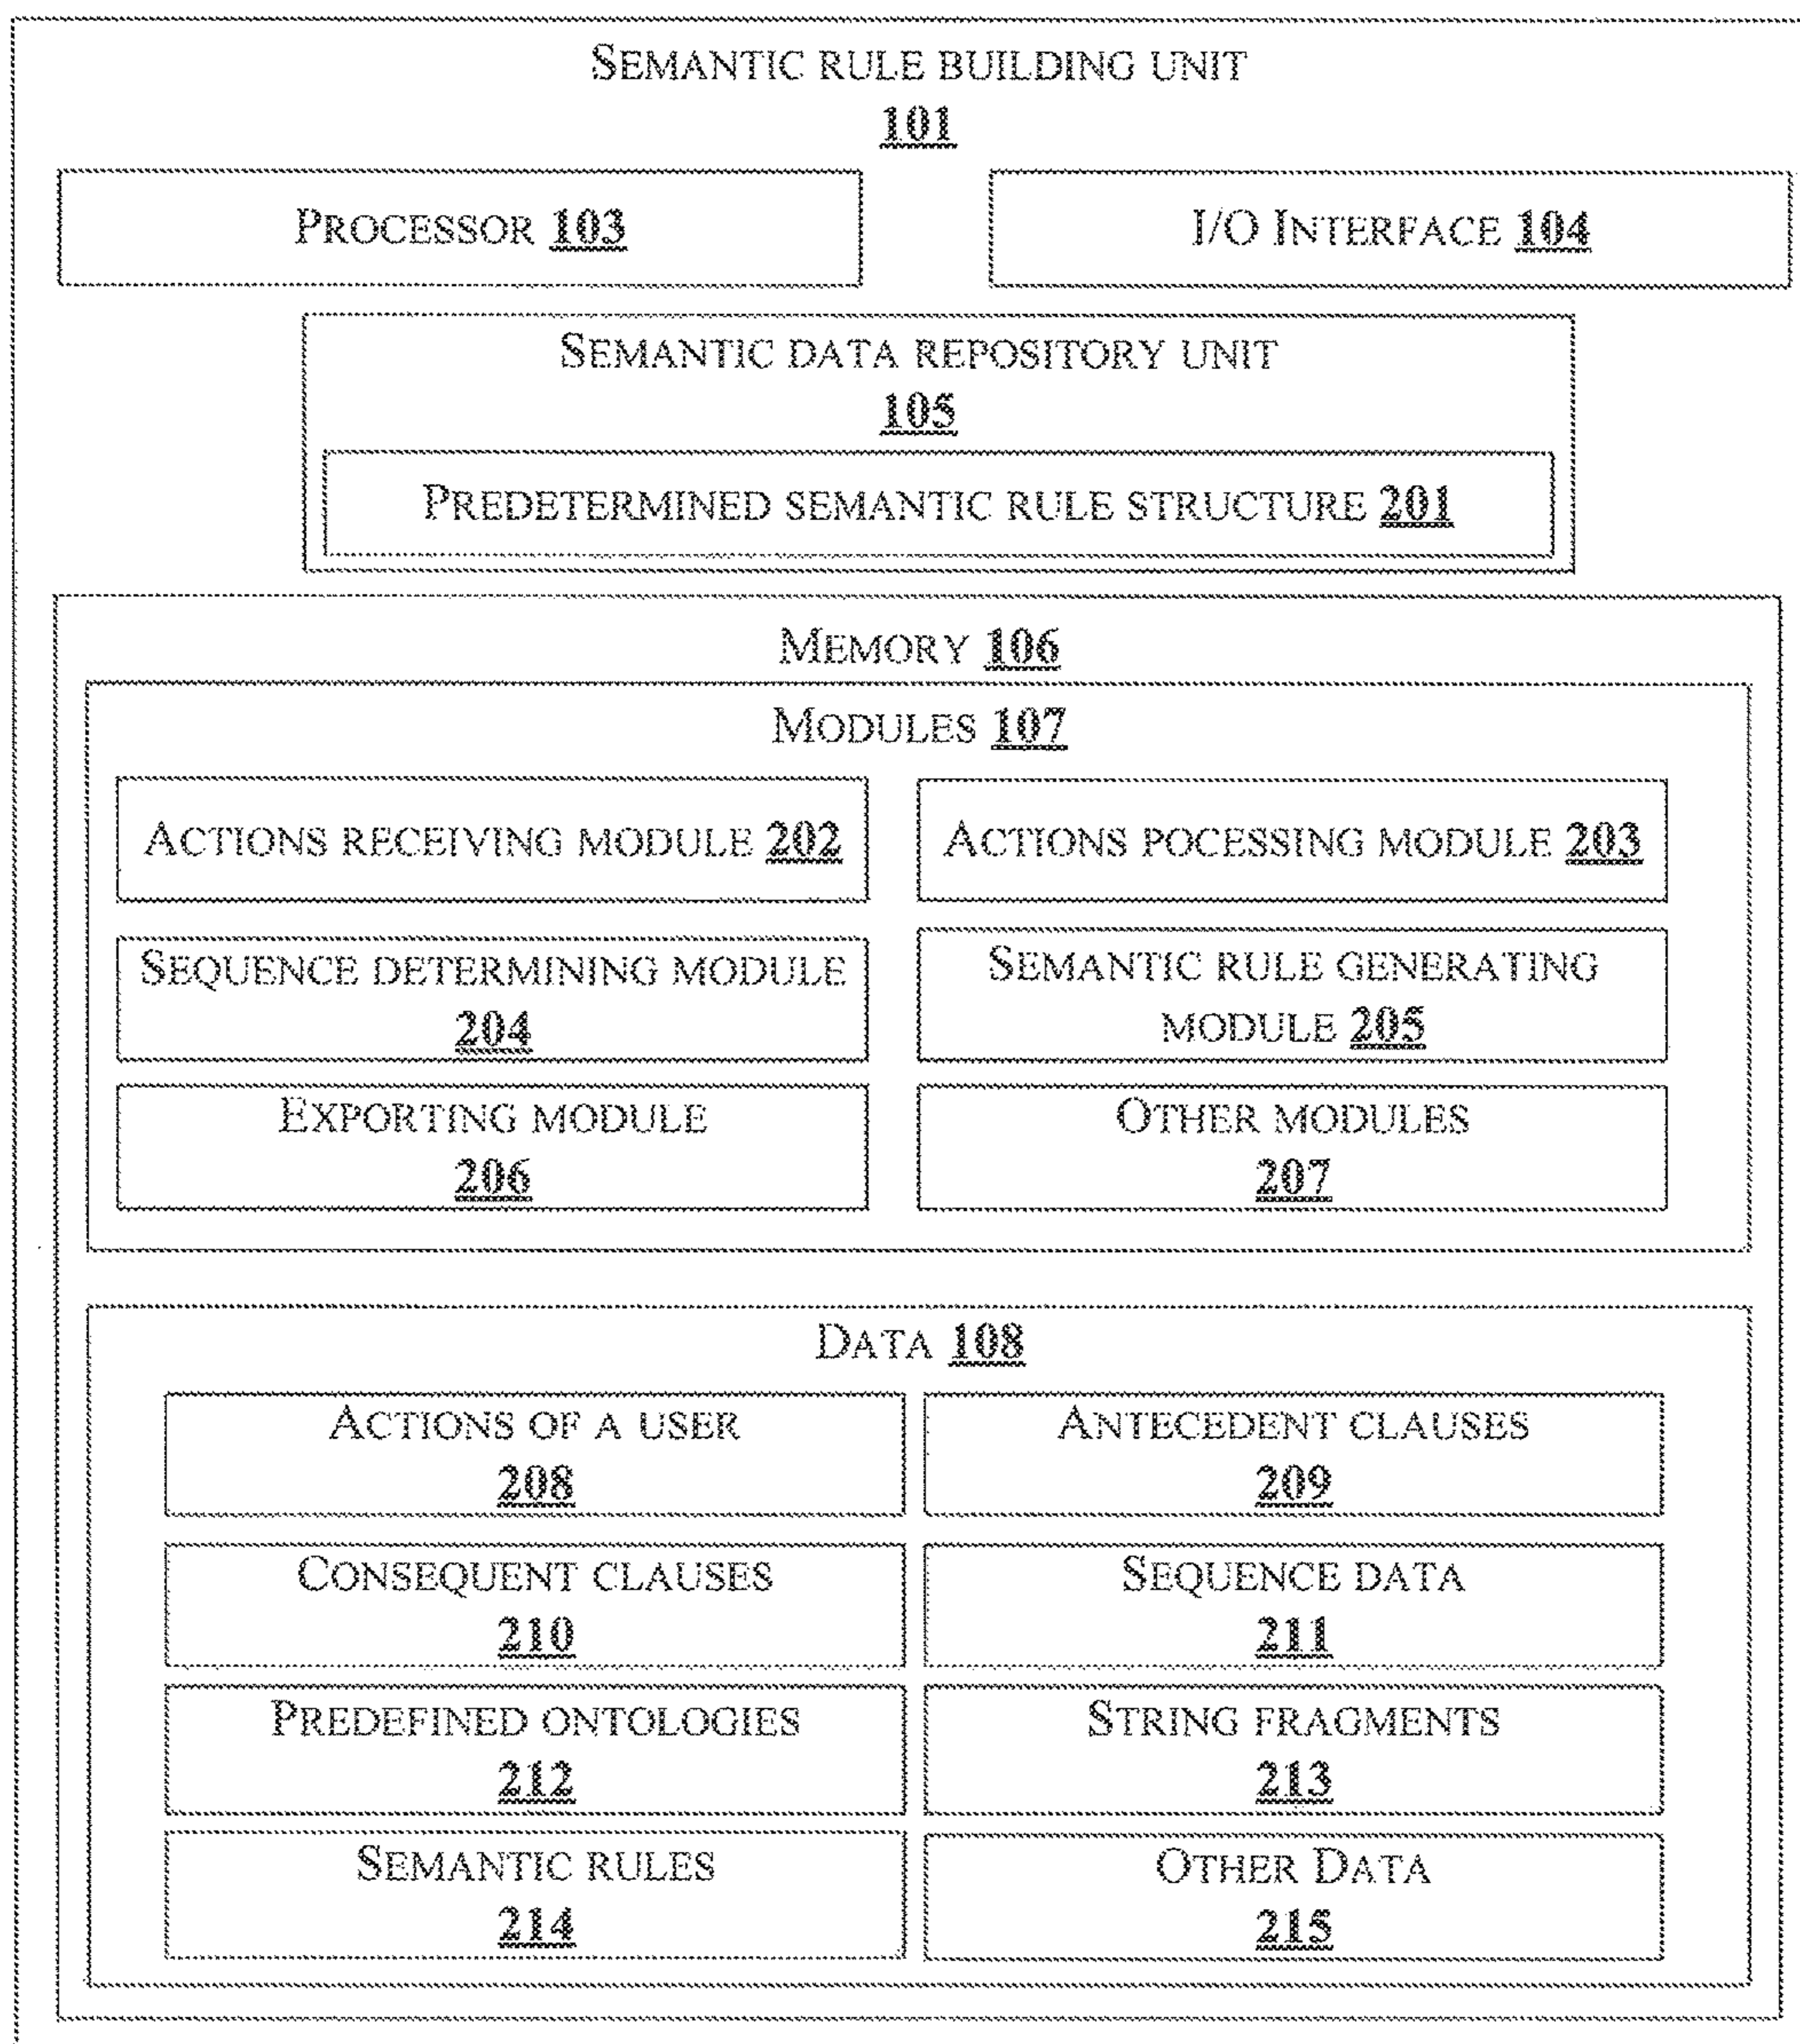 SEMANTIC RULE BUILDING UNIT
101
PROCESSOR 103
I/O INTERFACE 104
SEMANTIC DATA REPOSITORY UNIT
105
PREDETERMINED SEMANTIC RULE STRUCTURE 201
MEMORY 106
MODULES 107
ACTIONS RECEIVING MODULE 202
ACTIONS POCESSING MODULE 203
SEQUENCE DETERMINING MODULE
204
SEMANTIC RULE GENERATING
MODULE 205
EXPORTING MODULE
206
OTHER MODULES
207
DATA 108
ACTIONS OF A USER
208
ANTECEDENT CLAUSES
209
CONSEQUENT CLAUSES
210
SEQUENCE DATA
211
PREDEFINED ONTOLOGIES
212
STRING FRAGMENTS
213
SEMANTIC RULES
214
OTHER DATA
215